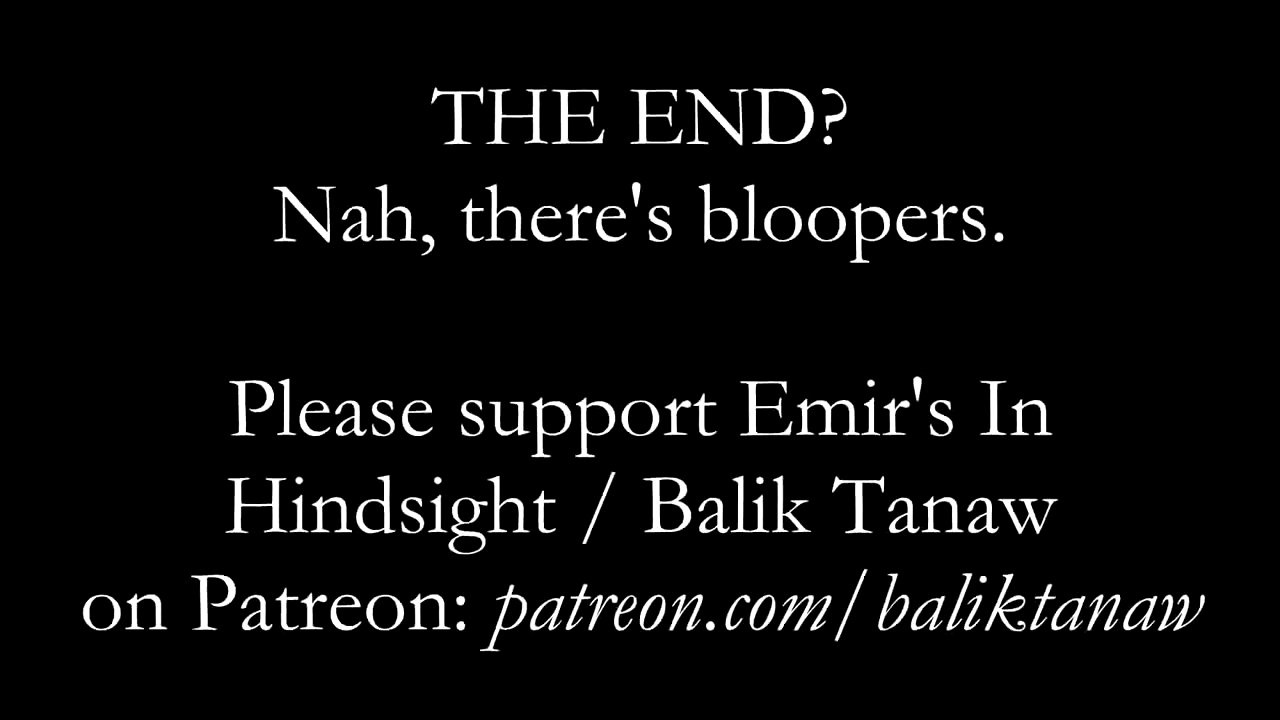 THE END?
Nah, there's bloopers.
Please support Emir's In
Hindsight / Balik Tanaw
on Patreon: patreon.com/baliktanaw